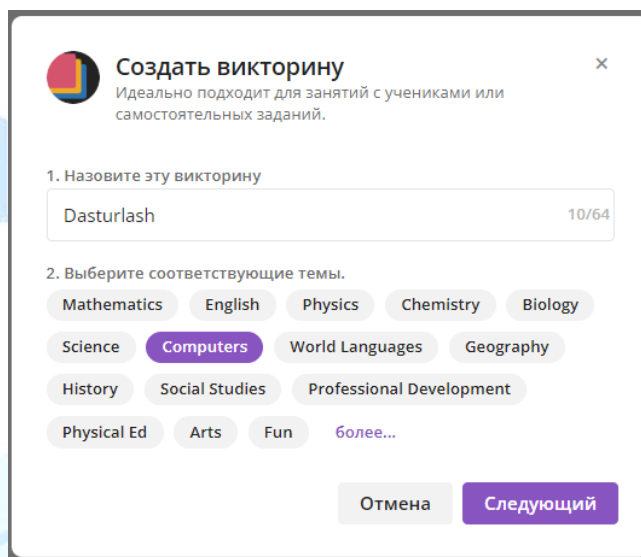 Создать викторину
Идеально подходит для занятий с учениками или
самостоятельных заданий.
1. Назовите эту викторину
Dasturlash 10/64
2. Выберите соответствующие темы.
Mathematics English Physics Chemistry Biology
Science Computers World Languages Geography
History Social Studies Professional Development
Physical Ed Arts Fun более...
Отмена Следующий